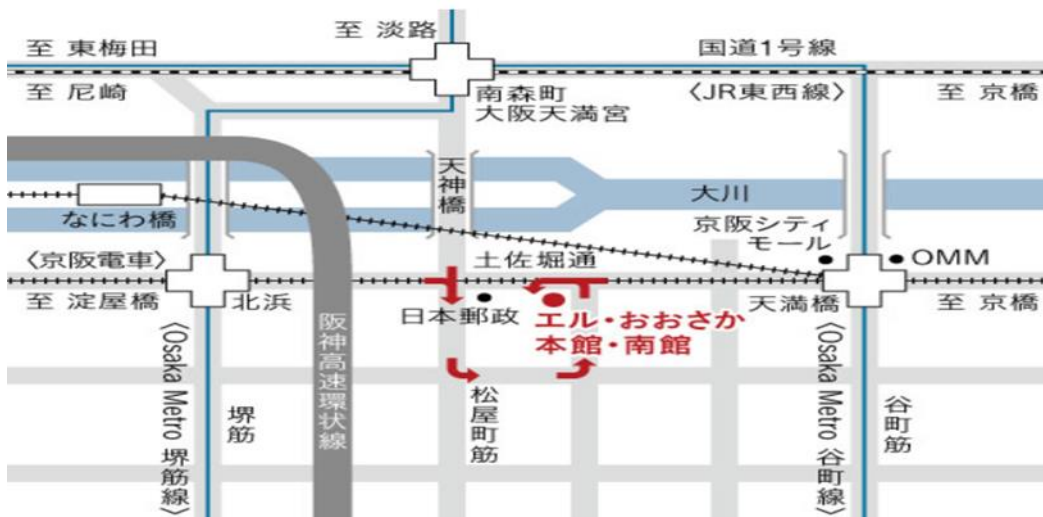 至 淡路
至 東梅田
国道1号線
至 尼崎
南森町
大阪天満宮
〈JR東西線〉
至 京橋
天神橋
大川
なにわ橋
京阪シティ
モール
OMM
〈京阪電車〉
土佐堀通
至 淀屋橋
北浜
日本郵政
天満橋
至 京橋
エル・おおさか
本館・南館
阪神高速環状線
〈Osaka Metro 堺筋線〉
堺筋
松屋町筋
〈Osaka Metro 谷町線〉
谷町筋